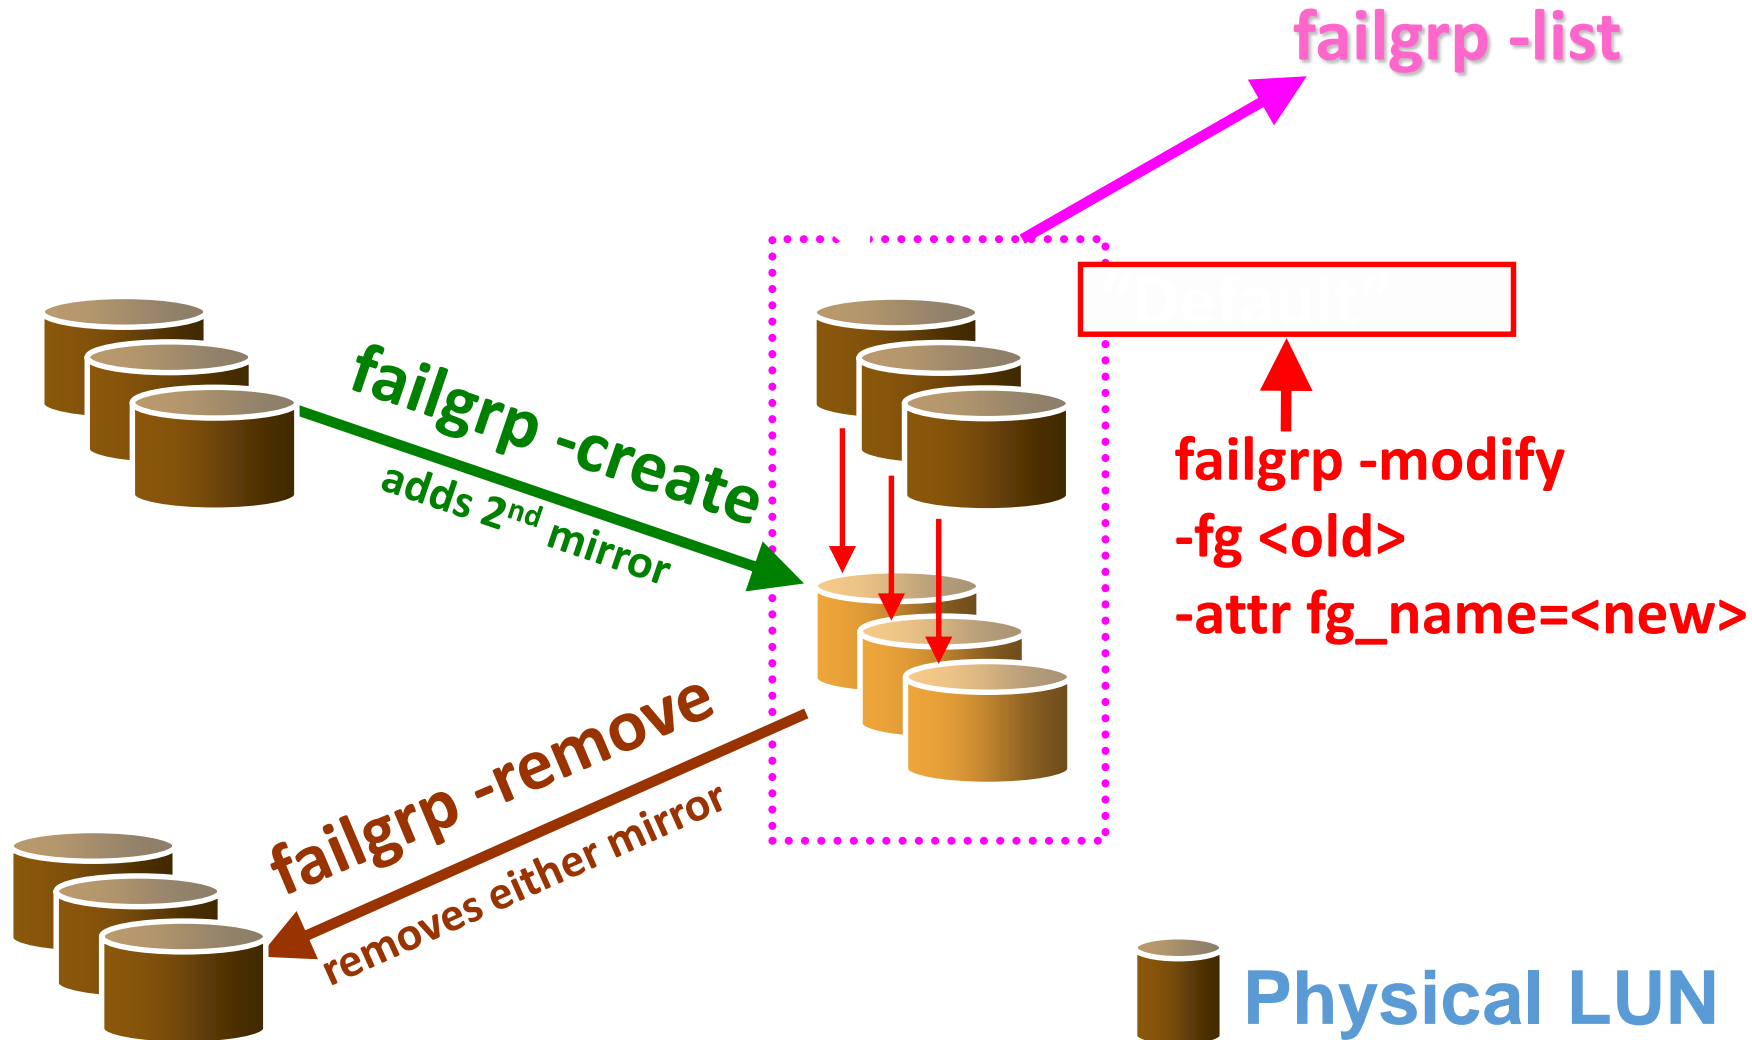 failgrp -list
"Default"
failgrp -create
adds 2nd mirror
failgrp -modify
-fg <old>
-attr fg_name=<new>
failgrp -remove
removes either mirror
Physical LUN